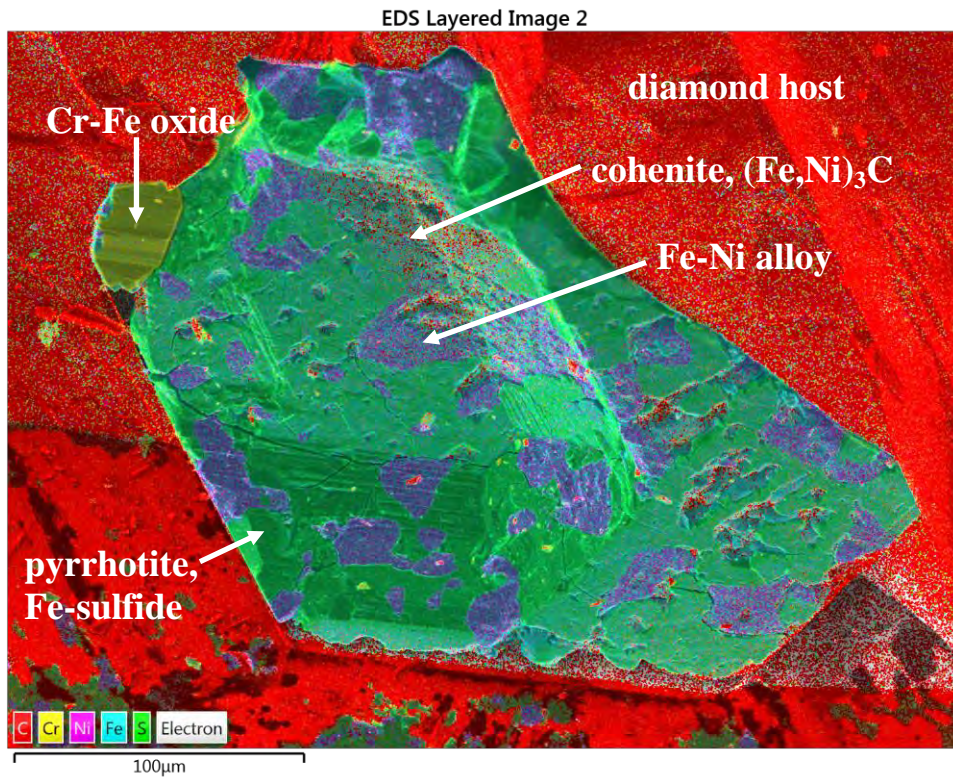 EDS Layered Image 2
diamond host
Cr-Fe oxide
cohenite, (Fe,Ni)₃C
Fe-Ni alloy
pyrrhotite,
Fe-sulfide
C Cr Ni Fe S Electron
100µm